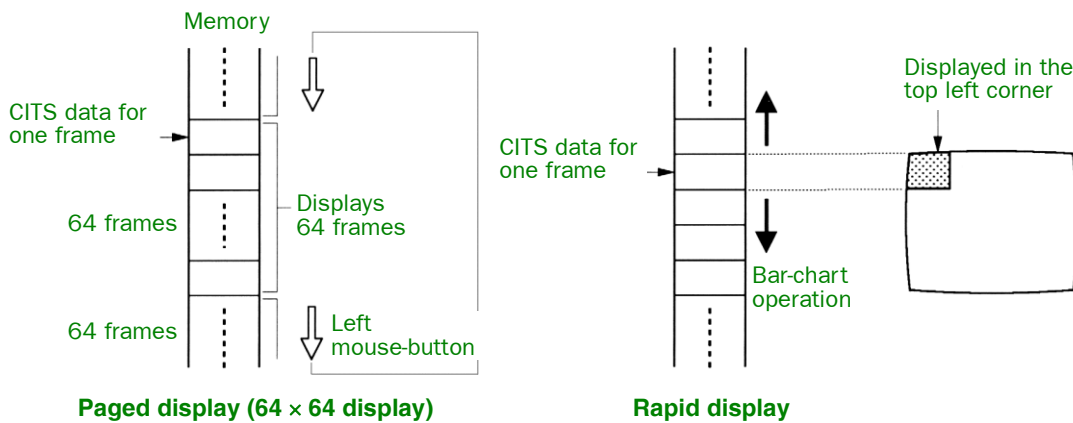 Memory
CITS data for
one frame
64 frames
Displays
64 frames
64 frames
Left
mouse-button
Paged display (64 × 64 display)
Displayed in the
top left corner
CITS data for
one frame
Bar-chart
operation
Rapid display